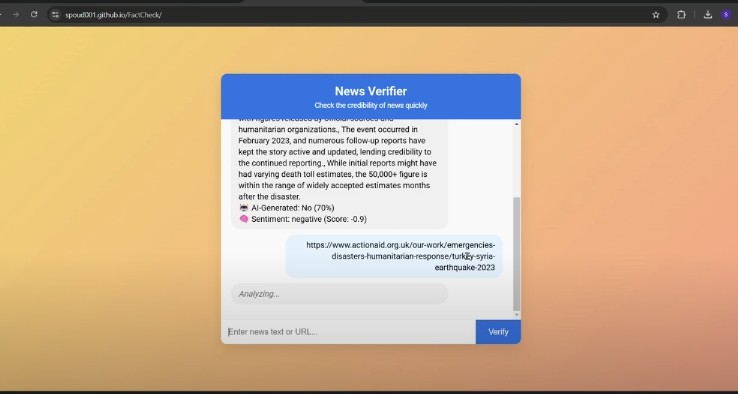 spoud001.github.io/FactCheck/
S
News Verifier
Check the credibility of news quickly
with figures released by official sources and
humanitarian organizations., The event occurred in
February 2023, and numerous follow-up reports have
kept the story active and updated, lending credibility to
the continued reporting., While initial reports might have
had varying death toll estimates, the 50,000+ figure is
within the range of widely accepted estimates months
after the disaster.
AI-Generated: No (70%)
Sentiment: negative (Score: -0.9)
https://www.actionaid.org.uk/our-work/emergencies-
disasters-humanitarian-response/turkey-syria-
earthquake-2023
Analyzing...
Enter news text or URL...
Verify